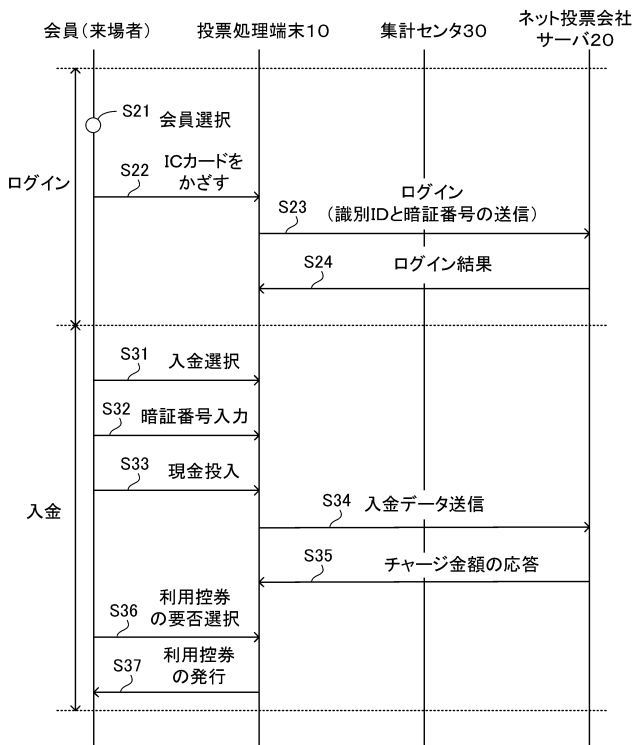 会員(来場者)
投票処理端末10
集計センタ30
ネット投票会社
サーバ20
S21
会員選択
S22
ICカードを
かざす
ログイン
S23
ログイン
(識別IDと暗証番号の送信)
S24
ログイン結果
S31
入金選択
S32
暗証番号入力
S33
現金投入
入金
S34
入金データ送信
S35
チャージ金額の応答
S36
利用控券
の要否選択
S37
利用控券
の発行